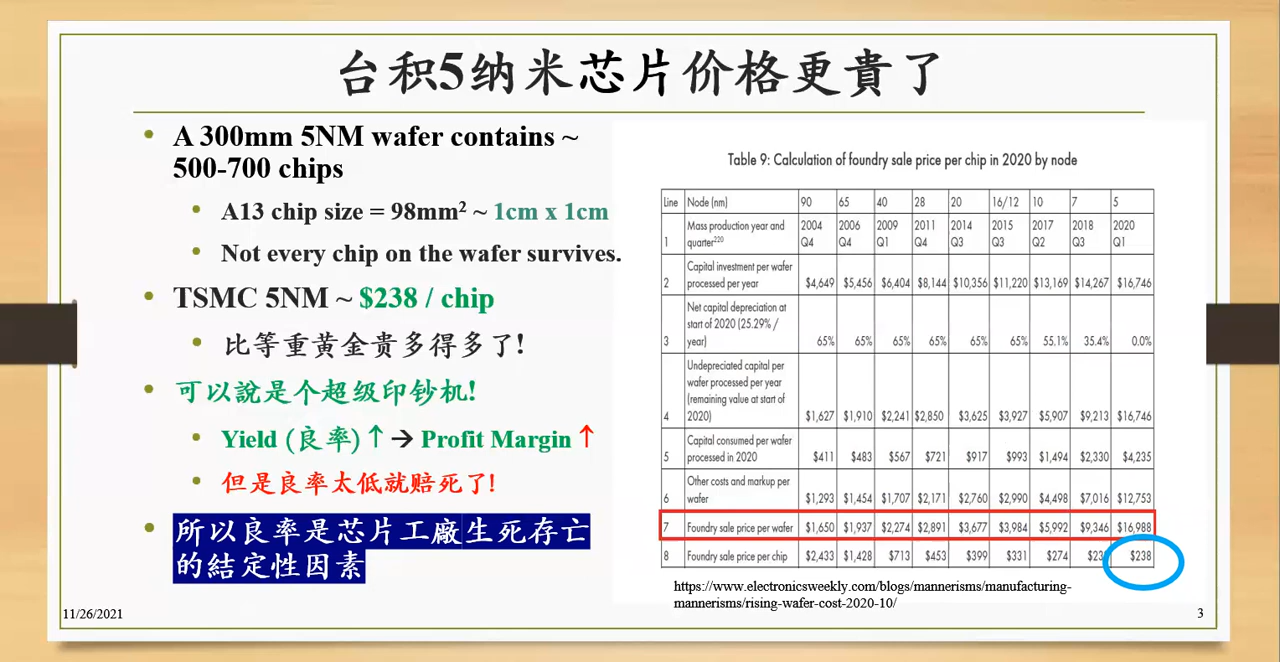 台积5纳米芯片价格更貴了
• A 300mm 5NM wafer contains ~
500-700 chips
• A13 chip size = 98mm² ~ 1cm x 1cm
• Not every chip on the wafer survives.
• TSMC 5NM ~ $238 / chip
• 比等重黄金贵多得多了!
• 可以說是个超级印钞机!
• Yield (良率)↑ → Profit Margin ↑
• 但是良率太低就赔死了!
• 所以良率是芯片工廠生死存亡
的結定性因素
Table 9: Calculation of foundry sale price per chip in 2020 by node
Line Node (nm) 90 65 40 28 20 16/12 10 7 5
1 Mass production year and quarter²²⁰ 2004 Q4 2006 Q4 2009 Q1 2011 Q4 2014 Q3 2015 Q3 2017 Q2 2018 Q3 2020 Q1
2 Capital investment per wafer processed per year $4,649 $5,456 $6,404 $8,144 $10,356 $11,220 $13,169 $14,267 $16,746
3 Net capital depreciation at start of 2020 (25.29% / year) 65% 65% 65% 65% 65% 65% 55.1% 35.4% 0.0%
4 Undepreciated capital per wafer processed per year (remaining value at start of 2020) $1,627 $1,910 $2,241 $2,850 $3,625 $3,927 $5,907 $9,213 $16,746
5 Capital consumed per wafer processed in 2020 $411 $483 $567 $721 $917 $993 $1,494 $2,330 $4,235
6 Other costs and markup per wafer $1,293 $1,454 $1,707 $2,171 $2,760 $2,990 $4,498 $7,016 $12,753
7 Foundry sale price per wafer $1,650 $1,937 $2,274 $2,891 $3,677 $3,984 $5,992 $9,346 $16,988
8 Foundry sale price per chip $2,433 $1,428 $713 $453 $399 $331 $274 $23 $238
https://www.electronicsweekly.com/blogs/mannerisms/manufacturing-
mannerisms/rising-wafer-cost-2020-10/
11/26/2021
3